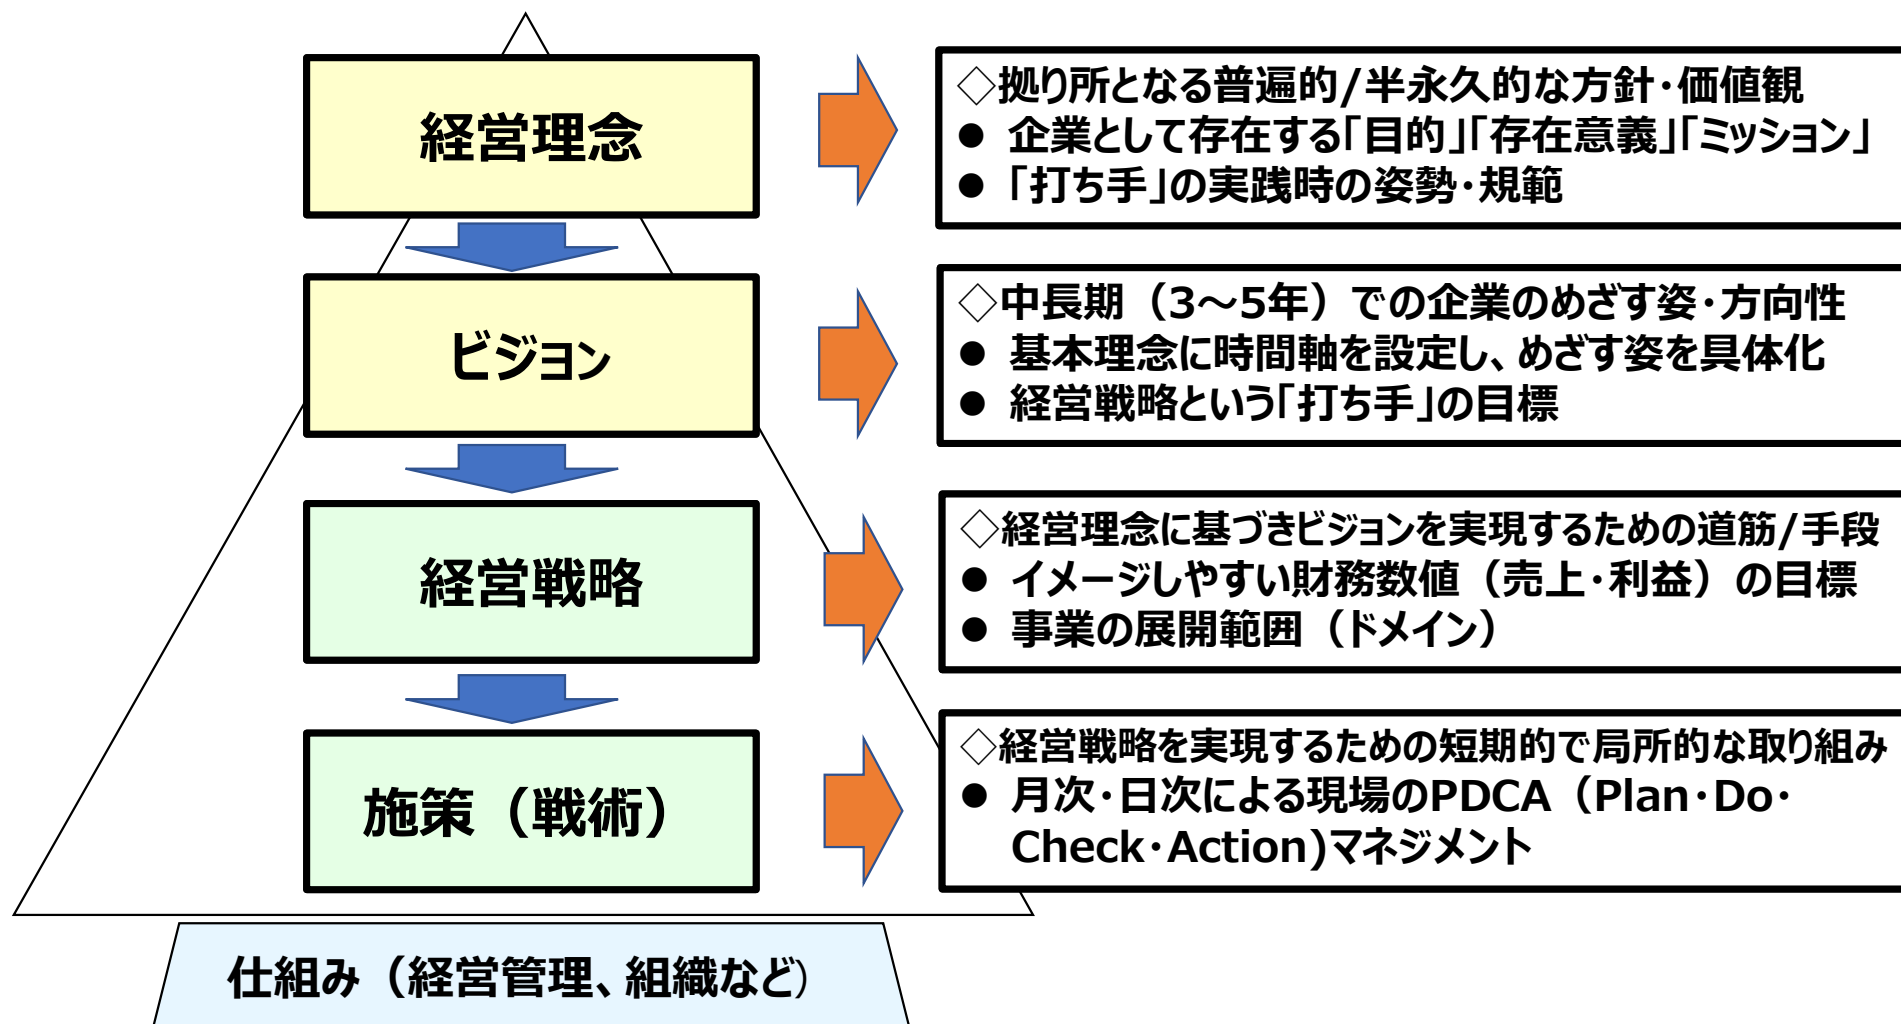 経営理念
◇拠り所となる普遍的/半永久的な方針・価値観
● 企業として存在する「目的」「存在意義」「ミッション」
● 「打ち手」の実践時の姿勢・規範
ビジョン
◇中長期（3～5年）での企業のめざす姿・方向性
● 基本理念に時間軸を設定し、めざす姿を具体化
● 経営戦略という「打ち手」の目標
経営戦略
◇経営理念に基づきビジョンを実現するための道筋/手段
● イメージしやすい財務数値（売上・利益）の目標
● 事業の展開範囲（ドメイン）
施策（戦術）
◇経営戦略を実現するための短期的で局所的な取り組み
● 月次・日次による現場のPDCA（Plan・Do・
Check・Action)マネジメント
仕組み（経営管理、組織など）